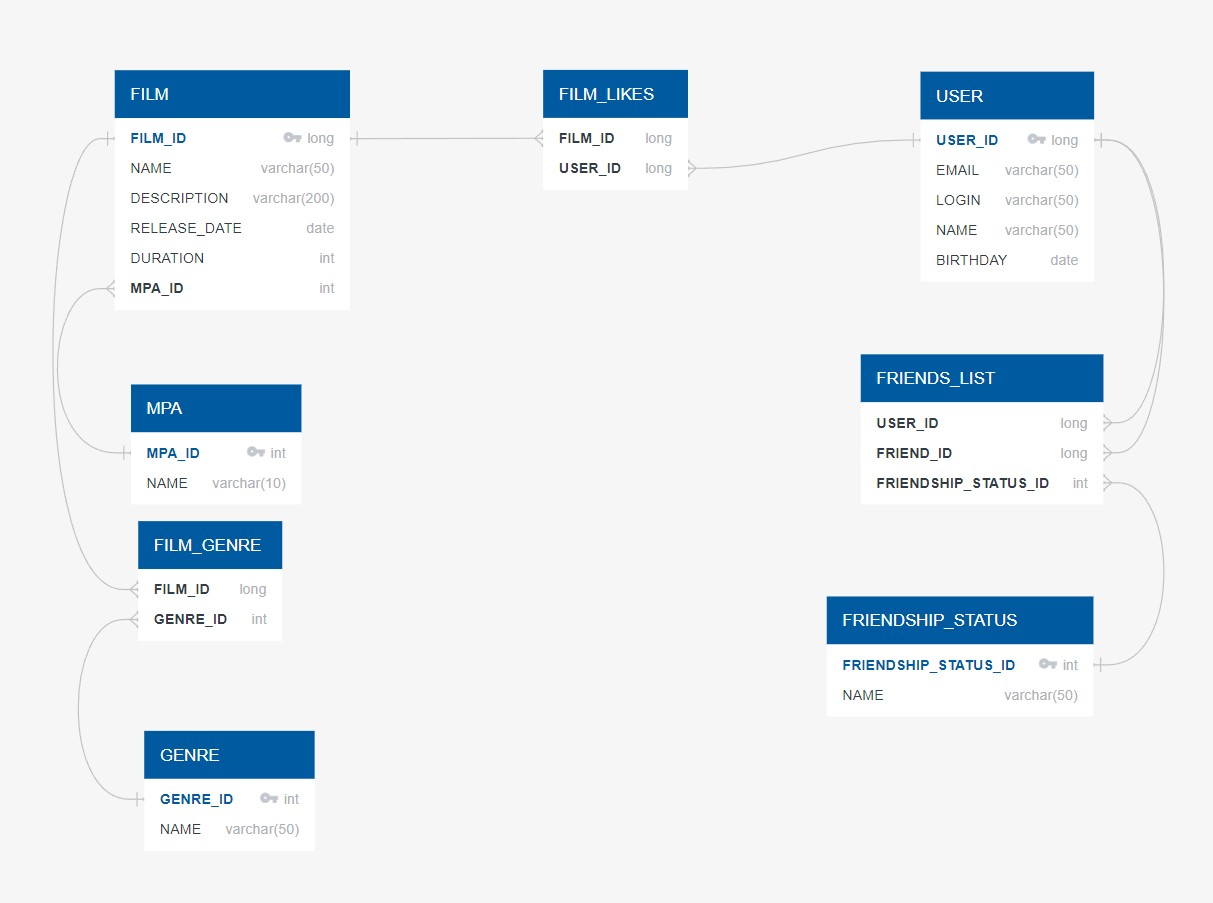 FILM
FILM_ID long
NAME varchar(50)
DESCRIPTION varchar(200)
RELEASE_DATE date
DURATION int
MPA_ID int
FILM_LIKES
FILM_ID long
USER_ID long
USER
USER_ID long
EMAIL varchar(50)
LOGIN varchar(50)
NAME varchar(50)
BIRTHDAY date
MPA
MPA_ID int
NAME varchar(10)
FRIENDS_LIST
USER_ID long
FRIEND_ID long
FRIENDSHIP_STATUS_ID int
FILM_GENRE
FILM_ID long
GENRE_ID int
FRIENDSHIP_STATUS
FRIENDSHIP_STATUS_ID int
NAME varchar(50)
GENRE
GENRE_ID int
NAME varchar(50)